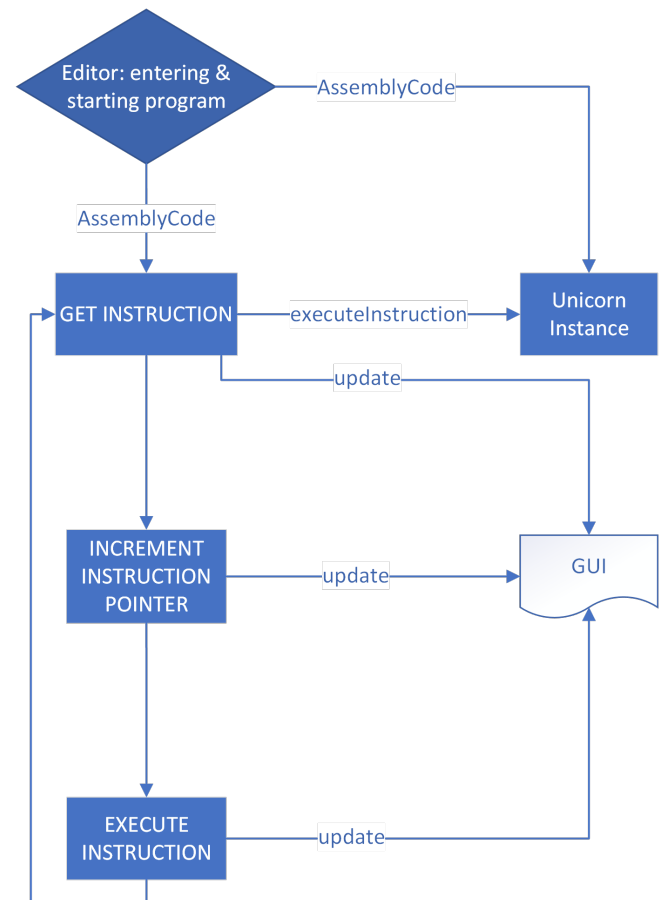 Editor: entering &
starting program
AssemblyCode
AssemblyCode
GET INSTRUCTION
executeInstruction
Unicorn
Instance
update
INCREMENT
INSTRUCTION
POINTER
update
GUI
EXECUTE
INSTRUCTION
update